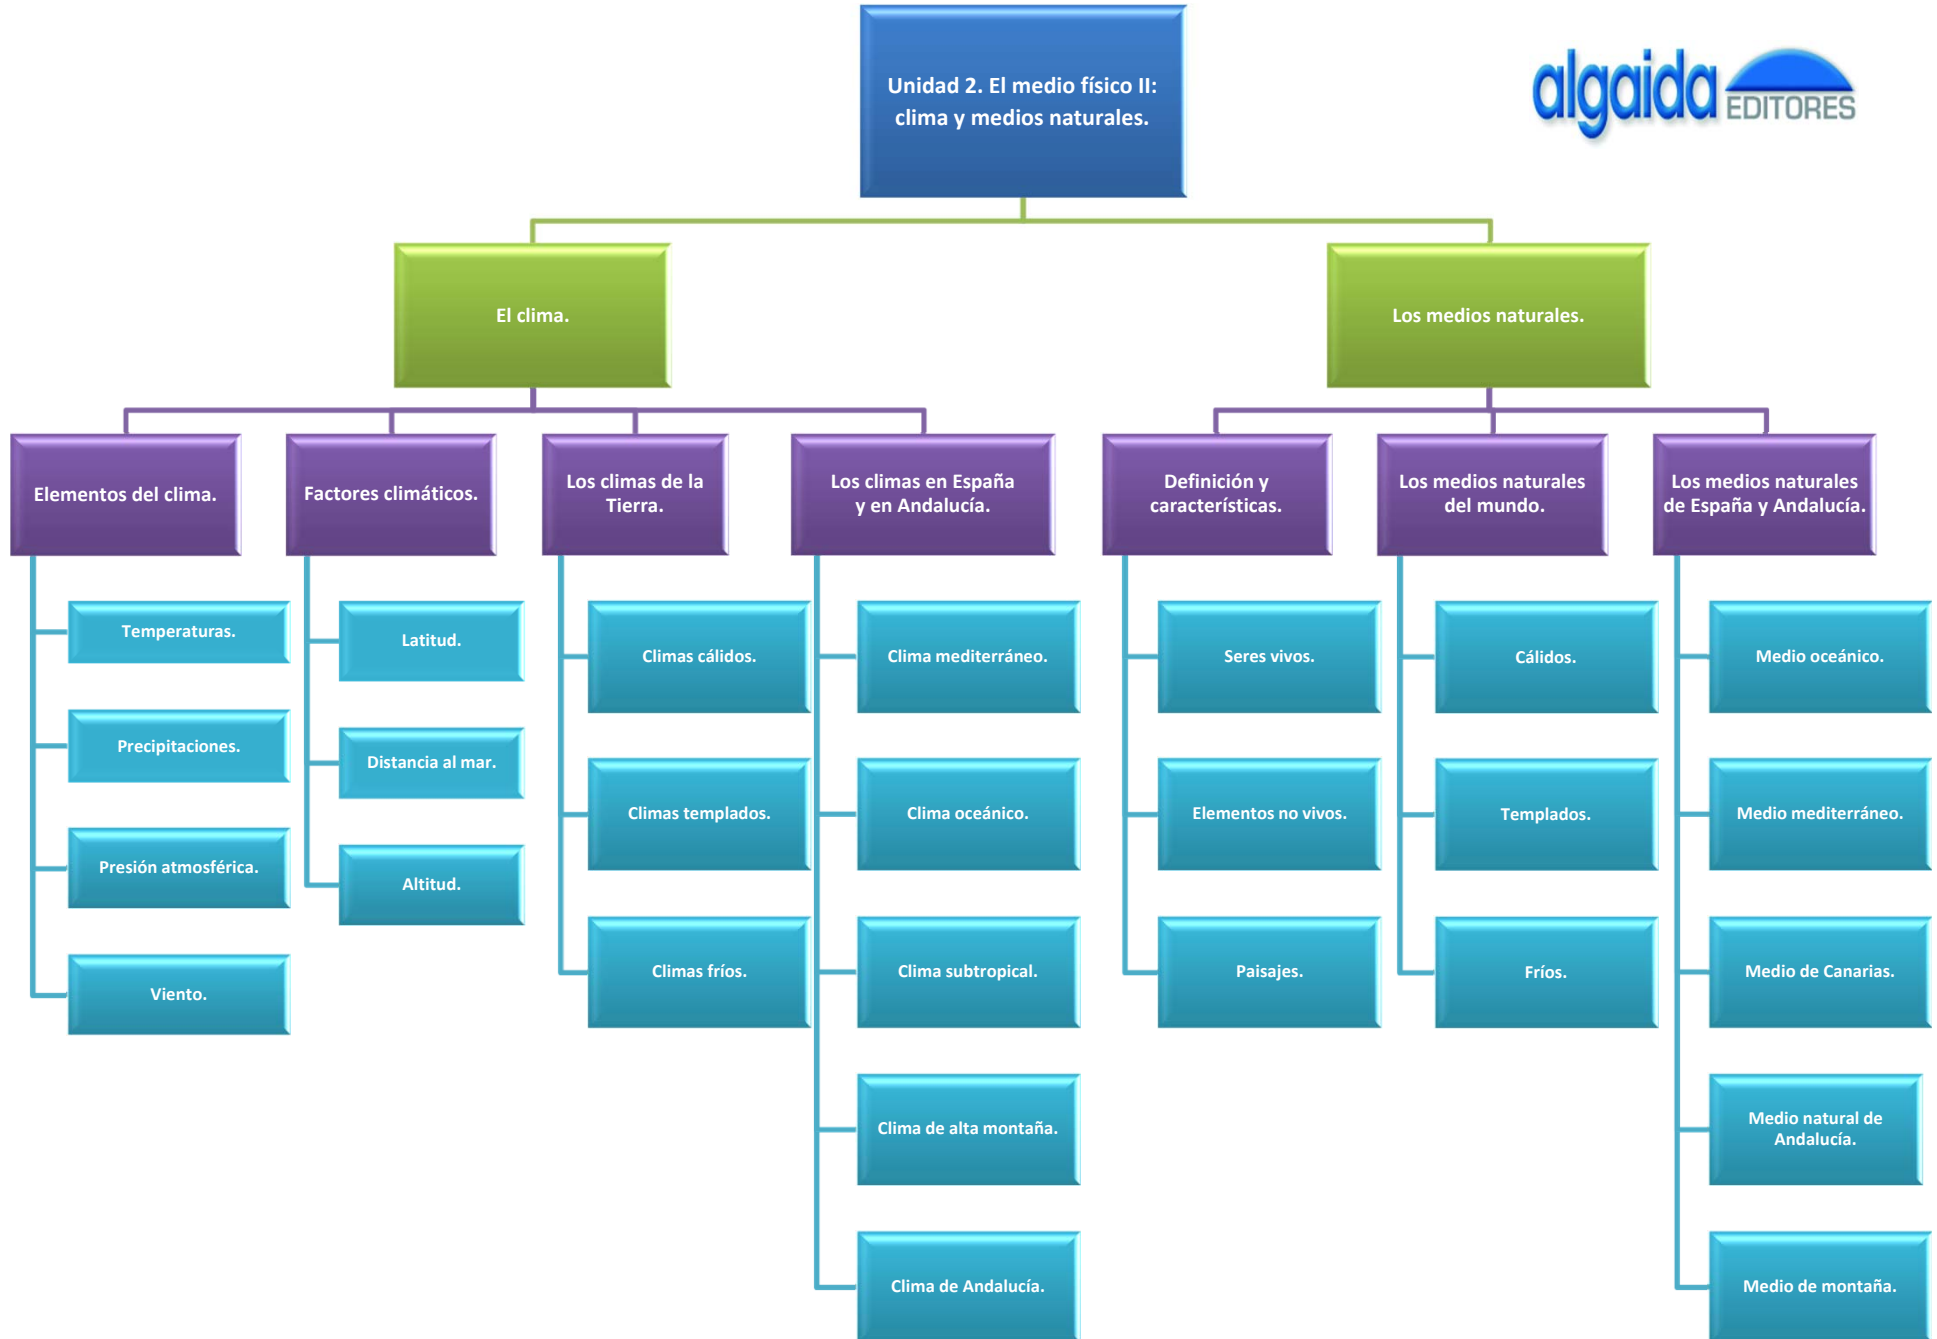 Unidad 2. El medio físico II:
clima y medios naturales.
algaida
EDITORES
El clima.
Los medios naturales.
Elementos del clima.
Factores climáticos.
Los climas de la
Tierra.
Los climas en España
y en Andalucía.
Definición y
características.
Los medios naturales
del mundo.
Los medios naturales
de España y Andalucía.
Temperaturas.
Precipitaciones.
Presión atmosférica.
Viento.
Latitud.
Distancia al mar.
Altitud.
Climas cálidos.
Climas templados.
Climas fríos.
Clima mediterráneo.
Clima oceánico.
Clima subtropical.
Clima de alta montaña.
Clima de Andalucía.
Seres vivos.
Elementos no vivos.
Paisajes.
Cálidos.
Templados.
Fríos.
Medio oceánico.
Medio mediterráneo.
Medio de Canarias.
Medio natural de
Andalucía.
Medio de montaña.